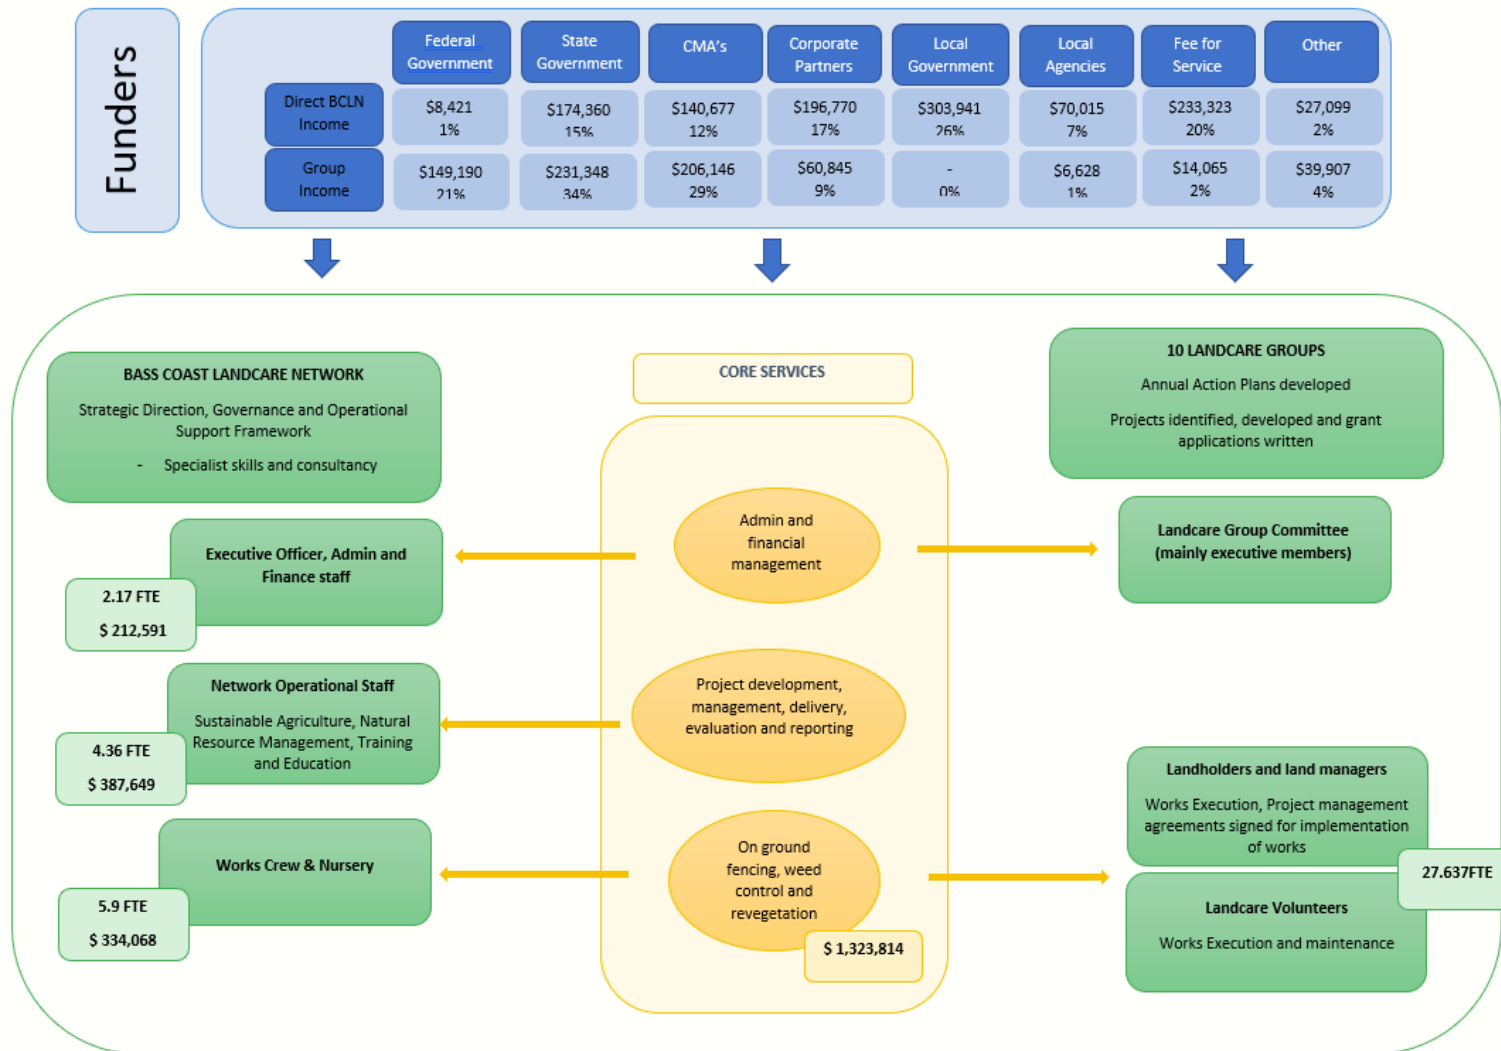 Funders
Federal
Government
State
Government
CMA's
Corporate
Partners
Local
Government
Local
Agencies
Fee for
Service
Other
Direct BCLN
Income
$8,421
1%
$174,360
15%
$140,677
12%
$196,770
17%
$303,941
26%
$70,015
7%
$233,323
20%
$27,099
2%
Group
Income
$149,190
21%
$231,348
34%
$206,146
29%
$60,845
9%
-
0%
$6,628
1%
$14,065
2%
$39,907
4%
BASS COAST LANDCARE NETWORK
Strategic Direction, Governance and Operational
Support Framework
- Specialist skills and consultancy
Executive Officer, Admin and
Finance staff
2.17 FTE
$ 212,591
Network Operational Staff
Sustainable Agriculture, Natural
Resource Management, Training
and Education
4.36 FTE
$ 387,649
Works Crew & Nursery
5.9 FTE
$ 334,068
CORE SERVICES
Admin and
financial
management
Project development,
management, delivery,
evaluation and reporting
On ground
fencing, weed
control and
revegetation
$ 1,323,814
10 LANDCARE GROUPS
Annual Action Plans developed
Projects identified, developed and grant
applications written
Landcare Group Committee
(mainly executive members)
Landholders and land managers
Works Execution, Project management
agreements signed for implementation
of works
27.637FTE
Landcare Volunteers
Works Execution and maintenance